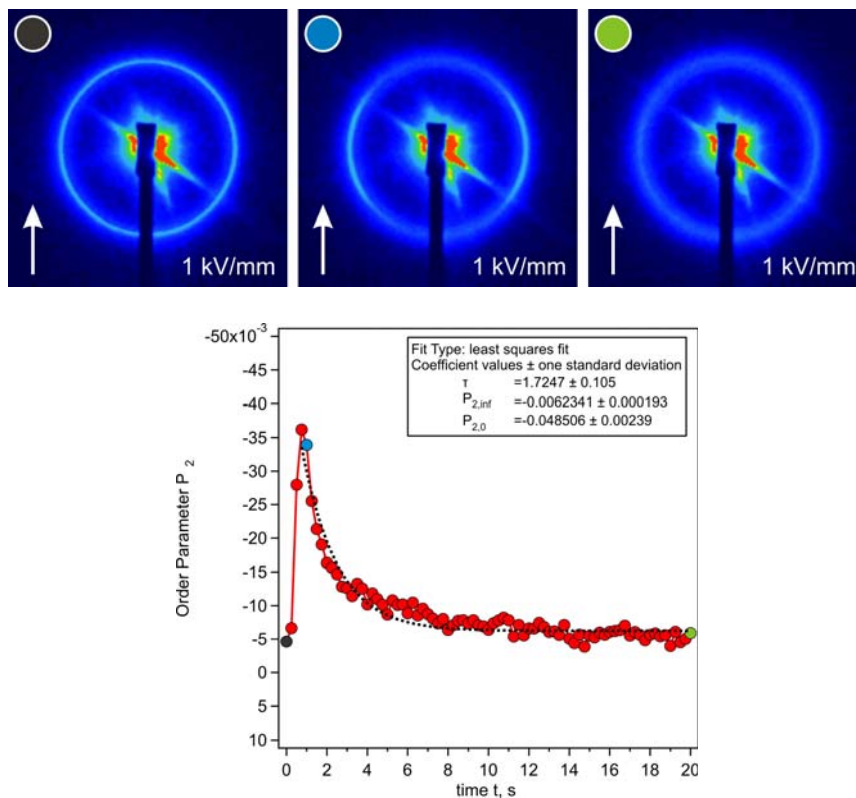 1 kV/mm
1 kV/mm
1 kV/mm
-50x10⁻³
-45
-40
-35
-30
-25
-20
-15
-10
-5
0
5
10
Order Parameter P₂
Fit Type: least squares fit
Coefficient values ± one standard deviation
τ =1.7247 ± 0.105
P₂,inf =-0.0062341 ± 0.000193
P₂,0 =-0.048506 ± 0.00239
0 2 4 6 8 10 12 14 16 18 20
time t, s